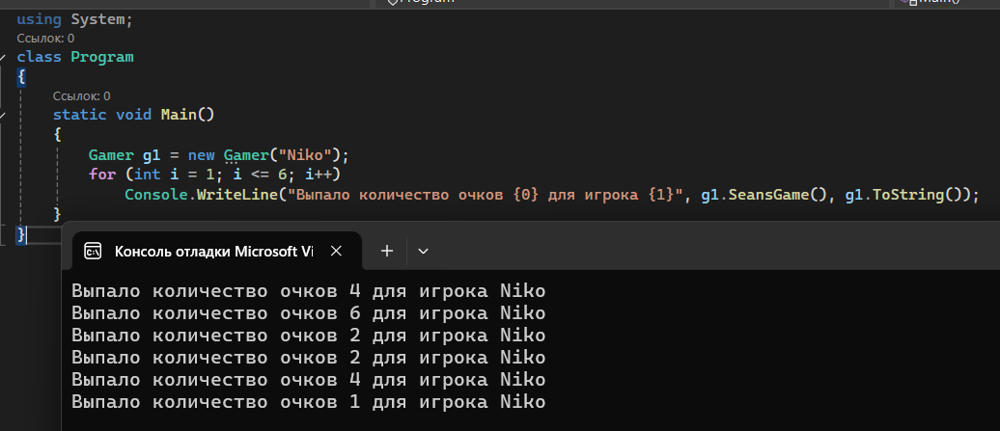 Program
Main()
using System;
Ссылок: 0
class Program
{
Ссылок: 0
static void Main()
{
Gamer g1 = new Gamer("Niko");
for (int i = 1; i <= 6; i++)
Console.WriteLine("Выпало количество очков {0} для игрока {1}", g1.SeansGame(), g1.ToString());
}
}
Консоль отладки Microsoft Vi
Выпало количество очков 4 для игрока Niko
Выпало количество очков 6 для игрока Niko
Выпало количество очков 2 для игрока Niko
Выпало количество очков 2 для игрока Niko
Выпало количество очков 4 для игрока Niko
Выпало количество очков 1 для игрока Niko